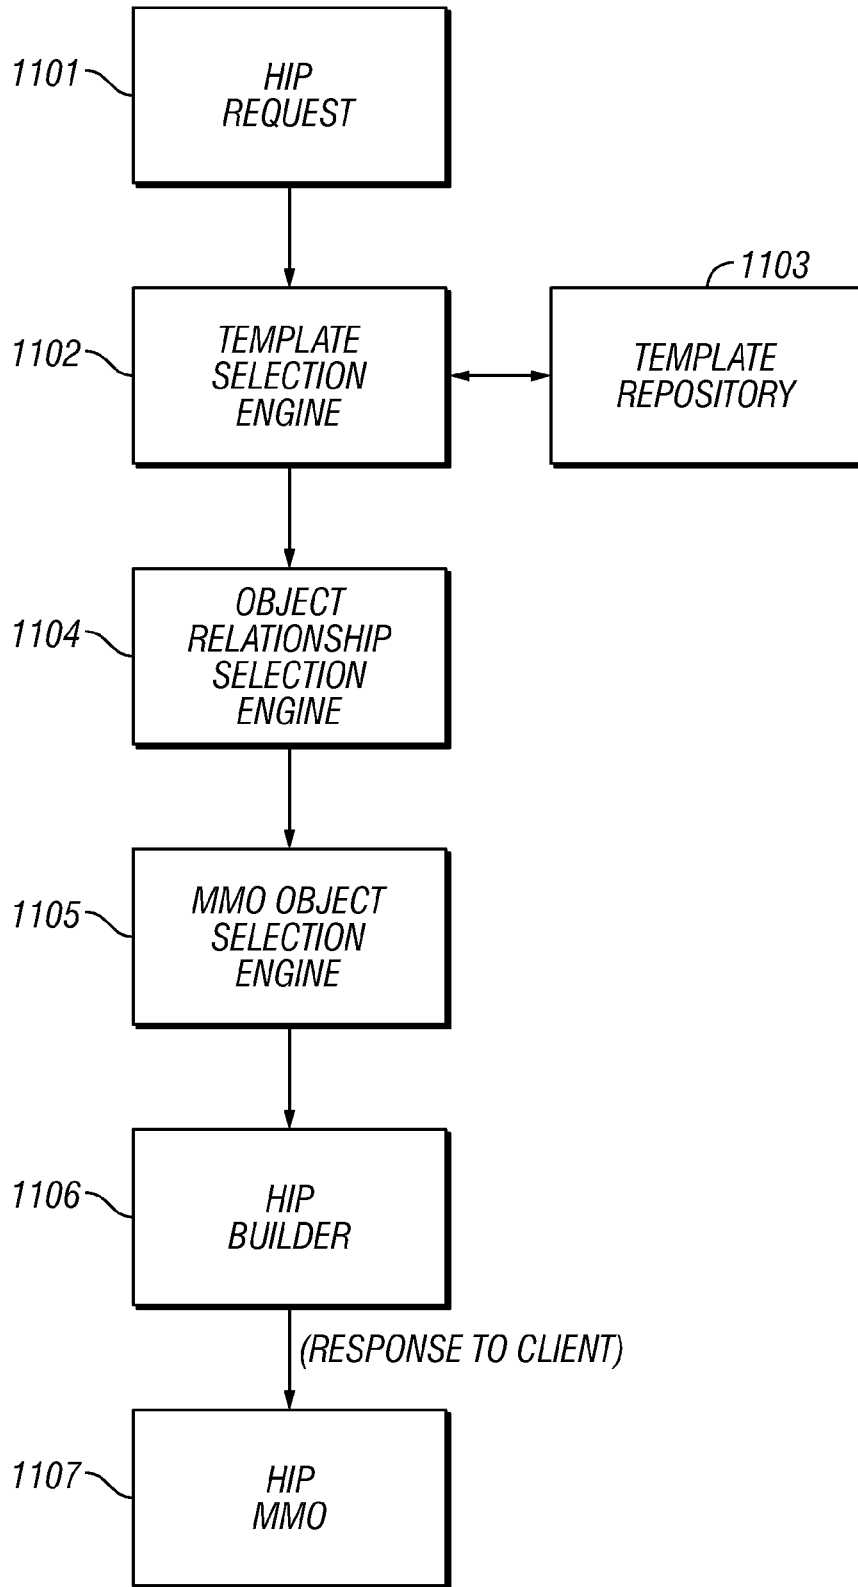 1101
HIP
REQUEST
1103
1102
TEMPLATE
SELECTION
ENGINE
TEMPLATE
REPOSITORY
1104
OBJECT
RELATIONSHIP
SELECTION
ENGINE
1105
MMO OBJECT
SELECTION
ENGINE
1106
HIP
BUILDER
(RESPONSE TO CLIENT)
1107
HIP
MMO